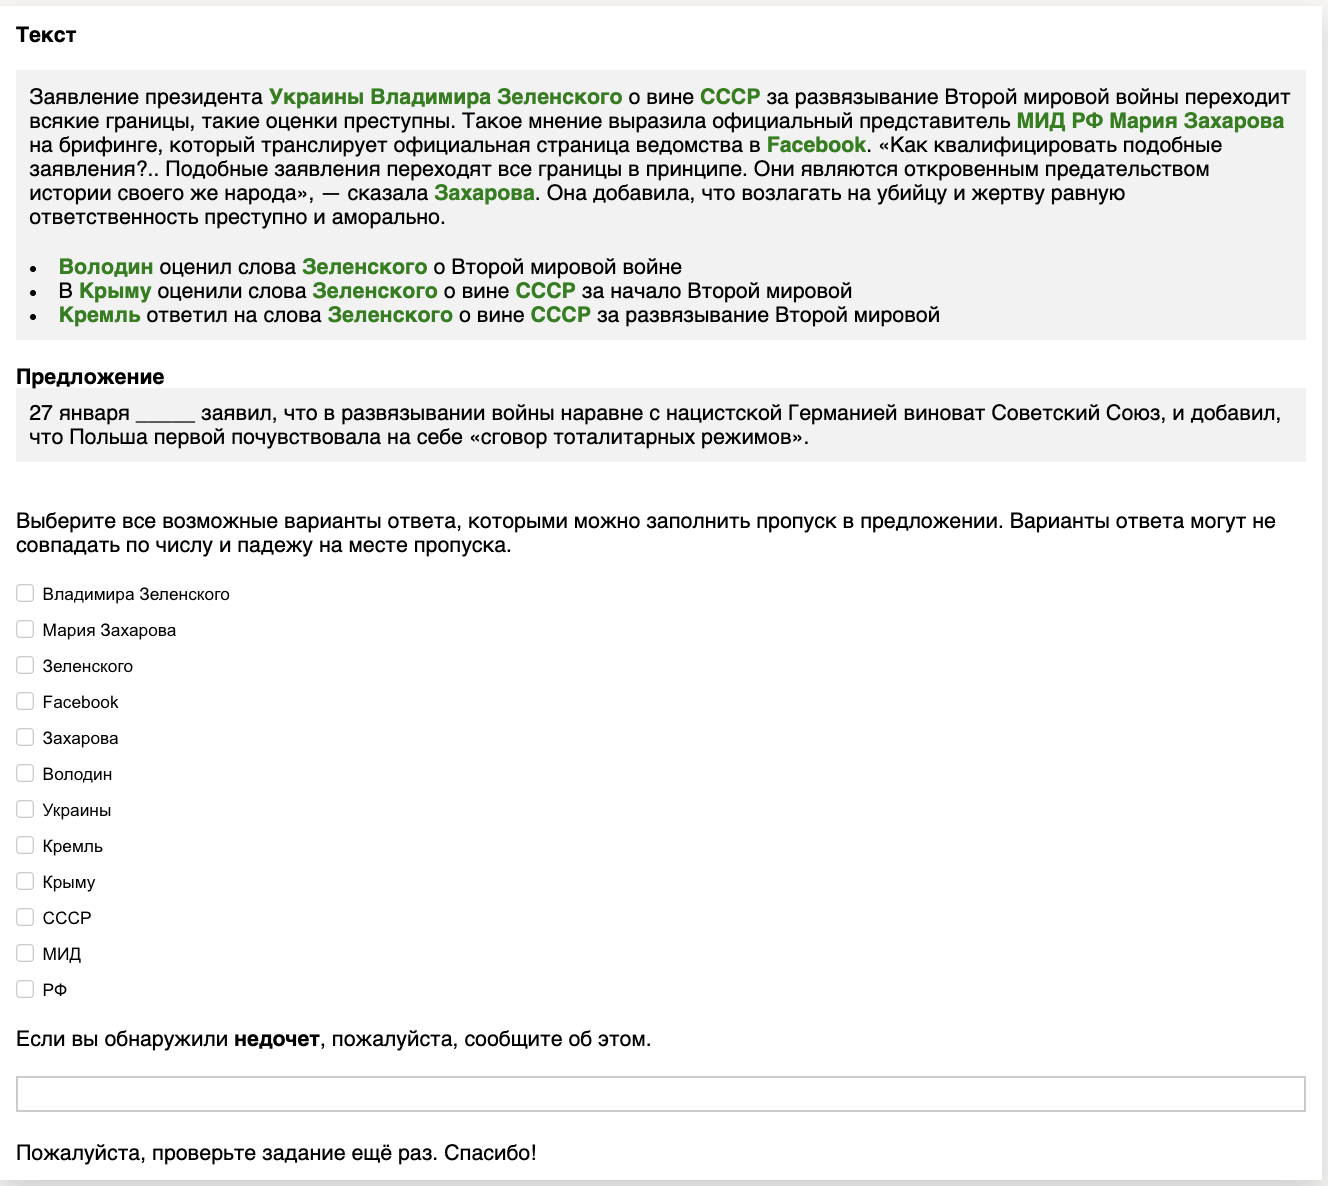 Текст
Заявление президента Украины Владимира Зеленского о вине СССР за развязывание Второй мировой войны переходит
всякие границы, такие оценки преступны. Такое мнение выразила официальный представитель МИД РФ Мария Захарова
на брифинге, который транслирует официальная страница ведомства в Facebook. «Как квалифицировать подобные
заявления?.. Подобные заявления переходят все границы в принципе. Они являются откровенным предательством
истории своего же народа», — сказала Захарова. Она добавила, что возлагать на убийцу и жертву равную
ответственность преступно и аморально.
• Володин оценил слова Зеленского о Второй мировой войне
• В Крыму оценили слова Зеленского о вине СССР за начало Второй мировой
• Кремль ответил на слова Зеленского о вине СССР за развязывание Второй мировой
Предложение
27 января _____ заявил, что в развязывании войны наравне с нацистской Германией виноват Советский Союз, и добавил,
что Польша первой почувствовала на себе «сговор тоталитарных режимов».
Выберите все возможные варианты ответа, которыми можно заполнить пропуск в предложении. Варианты ответа могут не
совпадать по числу и падежу на месте пропуска.
Владимира Зеленского
Мария Захарова
Зеленского
Facebook
Захарова
Володин
Украины
Кремль
Крыму
СССР
МИД
РФ
Если вы обнаружили недочет, пожалуйста, сообщите об этом.
Пожалуйста, проверьте задание ещё раз. Спасибо!